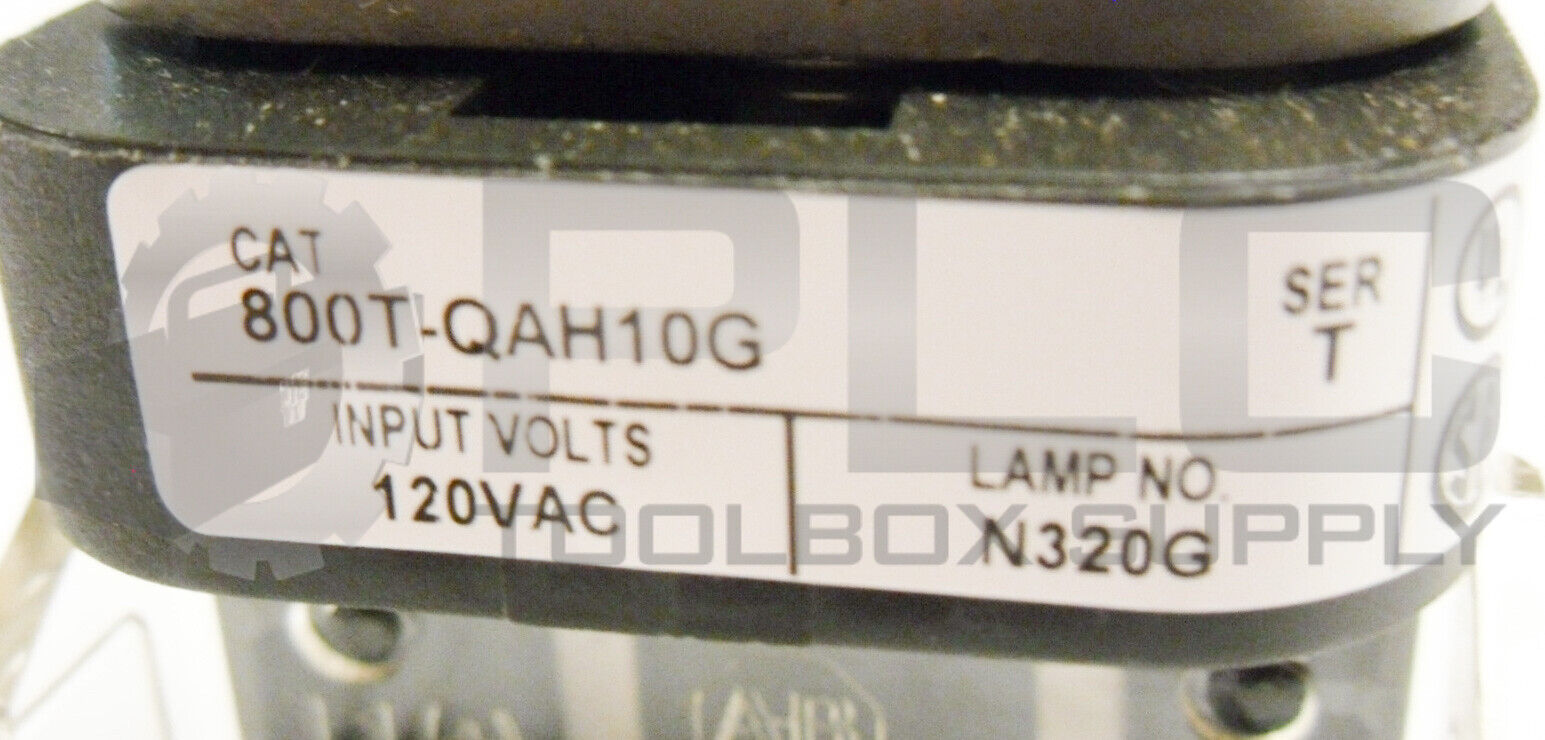 CAT
800T-QAH10G
SER
T
INPUT VOLTS
120VAC
LAMP NO.
N320G
PLC
TOOLBOX SUPPLY